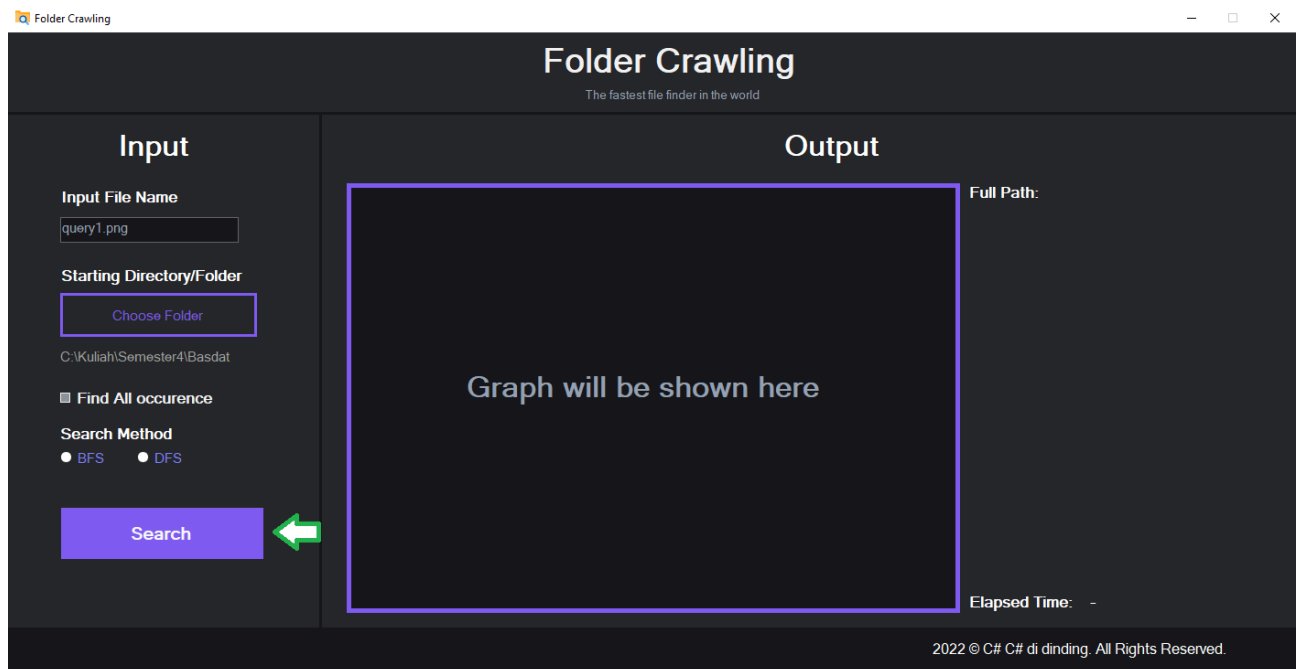 Folder Crawling
Folder Crawling
The fastest file finder in the world
Input
Input File Name
query1.png
Starting Directory/Folder
Choose Folder
C:\Kuliah\Semester4\Basdat
Find All occurence
Search Method
BFS DFS
Search
Output
Graph will be shown here
Full Path:
Elapsed Time: -
2022 © C# C# di dinding. All Rights Reserved.